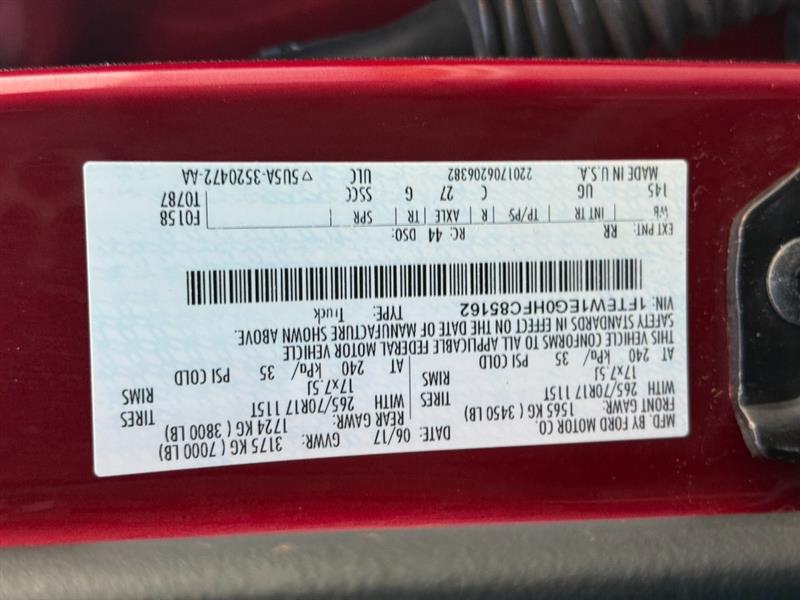 MFD. BY FORD MOTOR CO.
DATE: 06/17 GVWR: 3175 KG ( 7000 LB)
FRONT GAWR: 1565 KG ( 3450 LB) REAR GAWR: 1724 KG ( 3800 LB)
WITH 265/70R17 115T TIRES WITH 265/70R17 115T TIRES
17x7.5J RIMS 17x7.5J RIMS
AT 240 kPa/ 35 PSI COLD AT 240 kPa/ 35 PSI COLD
THIS VEHICLE CONFORMS TO ALL APPLICABLE FEDERAL MOTOR VEHICLE
SAFETY STANDARDS IN EFFECT ON THE DATE OF MANUFACTURE SHOWN ABOVE.
VIN: 1FTEW1EG0HFC85162 TYPE: Truck
EXT PNT: RR RC: 44 DSO:
WB INT TR TP/PS R AXLE TR SPR F0158
145 UG C 27 G SSCC T0787
MADE IN U.S.A. 2201706206382 ULC ▽5U5A-3520472-AA